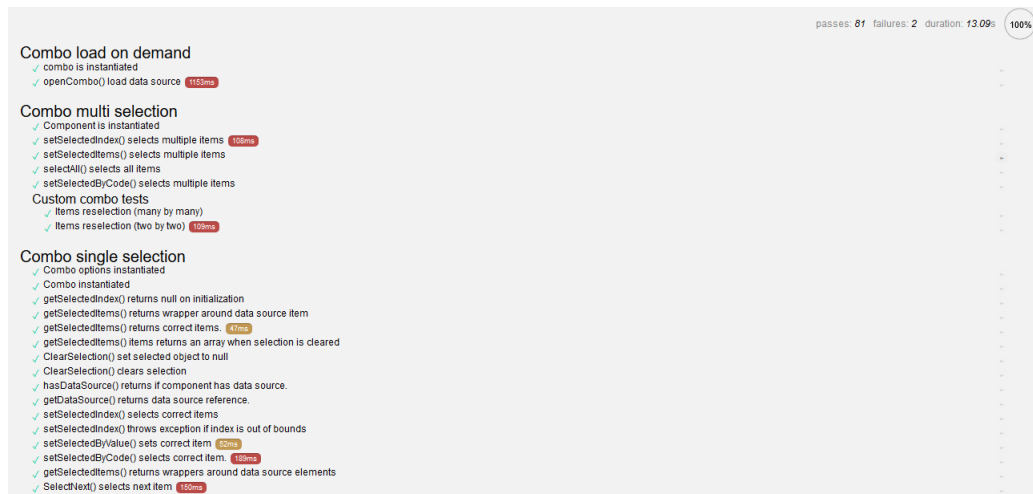 passes: 81 failures: 2 duration: 13.09s 100%
Combo load on demand
✓ combo is instantiated
✓ openCombo() load data source 1153ms
Combo multi selection
✓ Component is instantiated
✓ setSelectedIndex() selects multiple items 108ms
✓ setSelectedItems() selects multiple items
✓ selectAll() selects all items
✓ setSelectedByCode() selects multiple items
Custom combo tests
✓ Items reselection (many by many)
✓ Items reselection (two by two) 109ms
Combo single selection
✓ Combo options instantiated
✓ Combo instantiated
✓ getSelectedIndex() returns null on initialization
✓ getSelectedItems() returns wrapper around data source item
✓ getSelectedItems() returns correct items. 47ms
✓ getSelectedItems() items returns an array when selection is cleared
✓ ClearSelection() set selected object to null
✓ ClearSelection() clears selection
✓ hasDataSource() returns if component has data source.
✓ getDataSource() returns data source reference.
✓ setSelectedIndex() selects correct items
✓ setSelectedIndex() throws exception if index is out of bounds
✓ setSelectedByValue() sets correct item 52ms
✓ setSelectedByCode() selects correct item. 189ms
✓ getSelectedItems() returns wrappers around data source elements
✓ SelectNext() selects next item 150ms